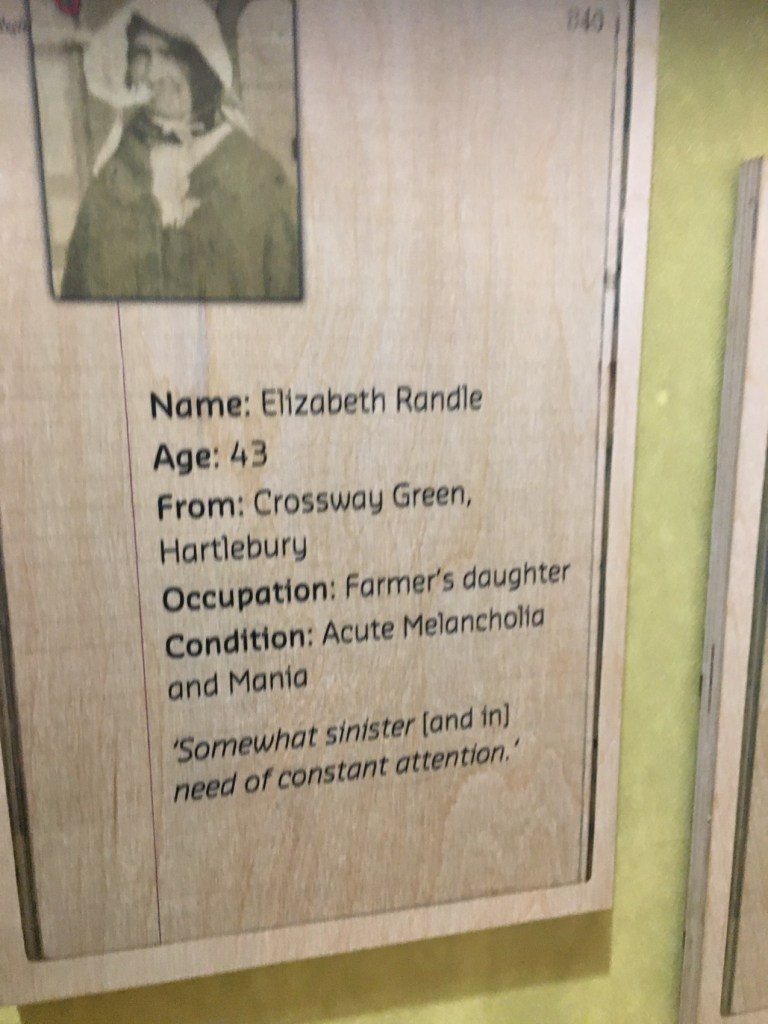 840
Name: Elizabeth Randle
Age: 43
From: Crossway Green,
Hartlebury
Occupation: Farmer's daughter
Condition: Acute Melancholia
and Mania
'Somewhat sinister [and in]
need of constant attention.'